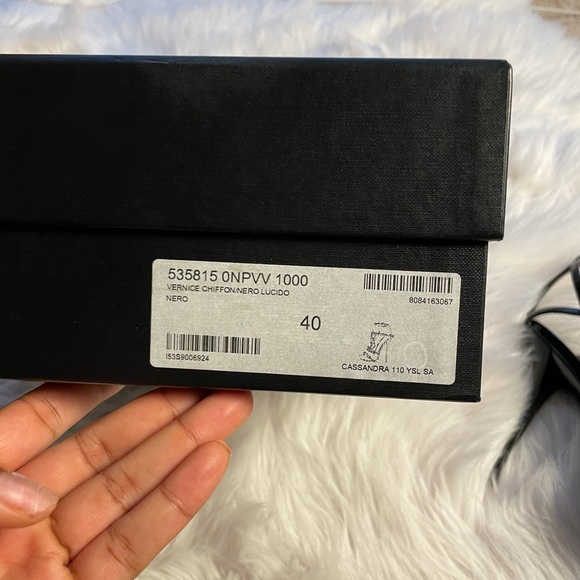 535815 0NPVV 1000
VERNICE CHIFFON/NERO LUCIDO
NERO
8084163067
40
I53S9006924
CASSANDRA 110 YSL SA